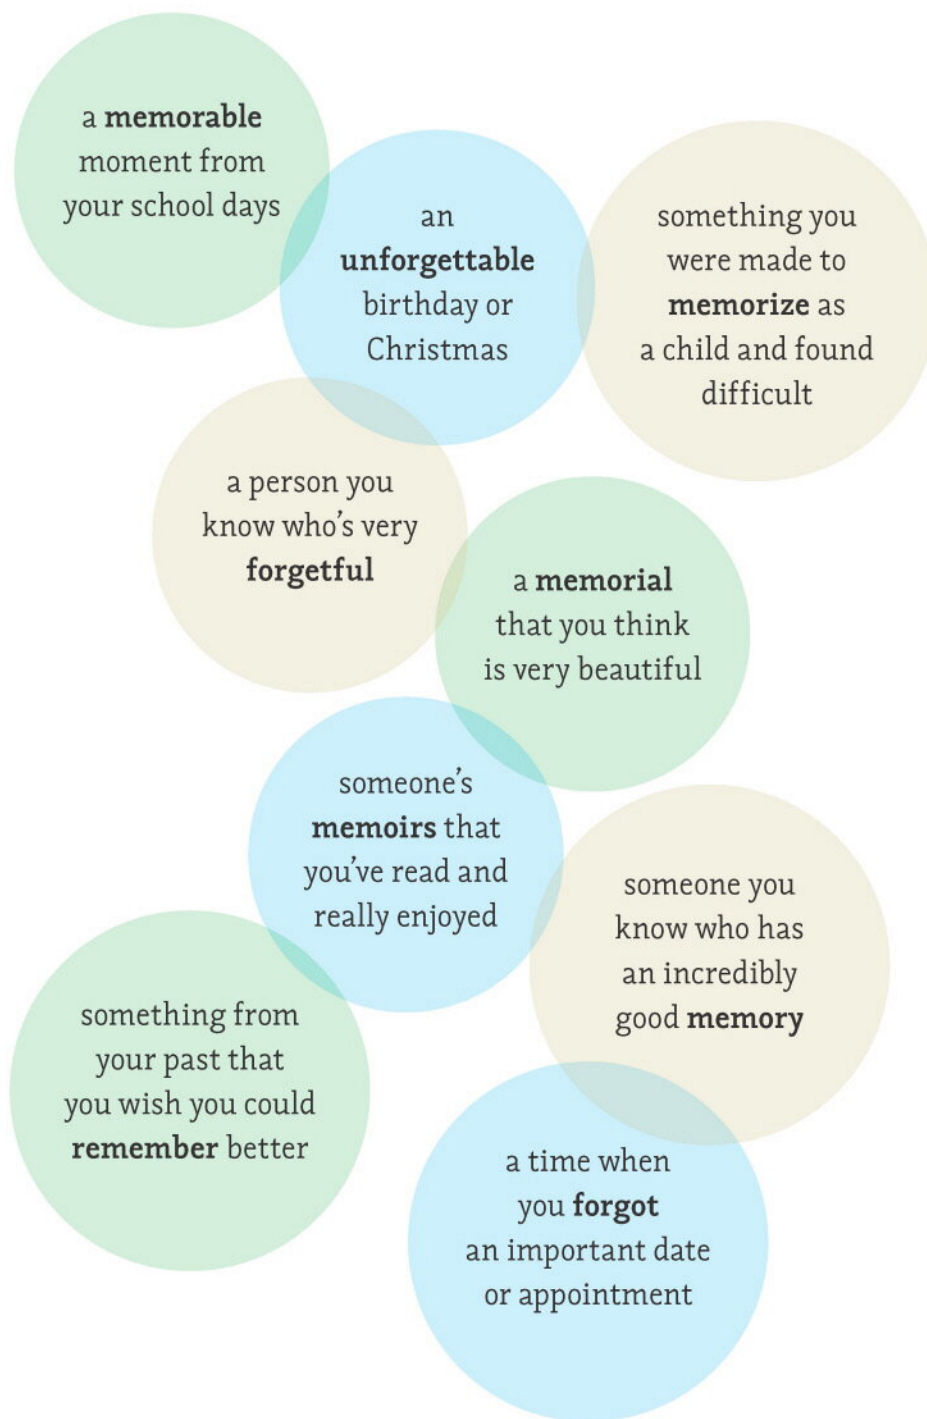 a memorable
moment from
your school days
an
unforgettable
birthday or
Christmas
something you
were made to
memorize as
a child and found
difficult
a person you
know who's very
forgetful
a memorial
that you think
is very beautiful
someone's
memoirs that
you've read and
really enjoyed
someone you
know who has
an incredibly
good memory
something from
your past that
you wish you could
remember better
a time when
you forgot
an important date
or appointment